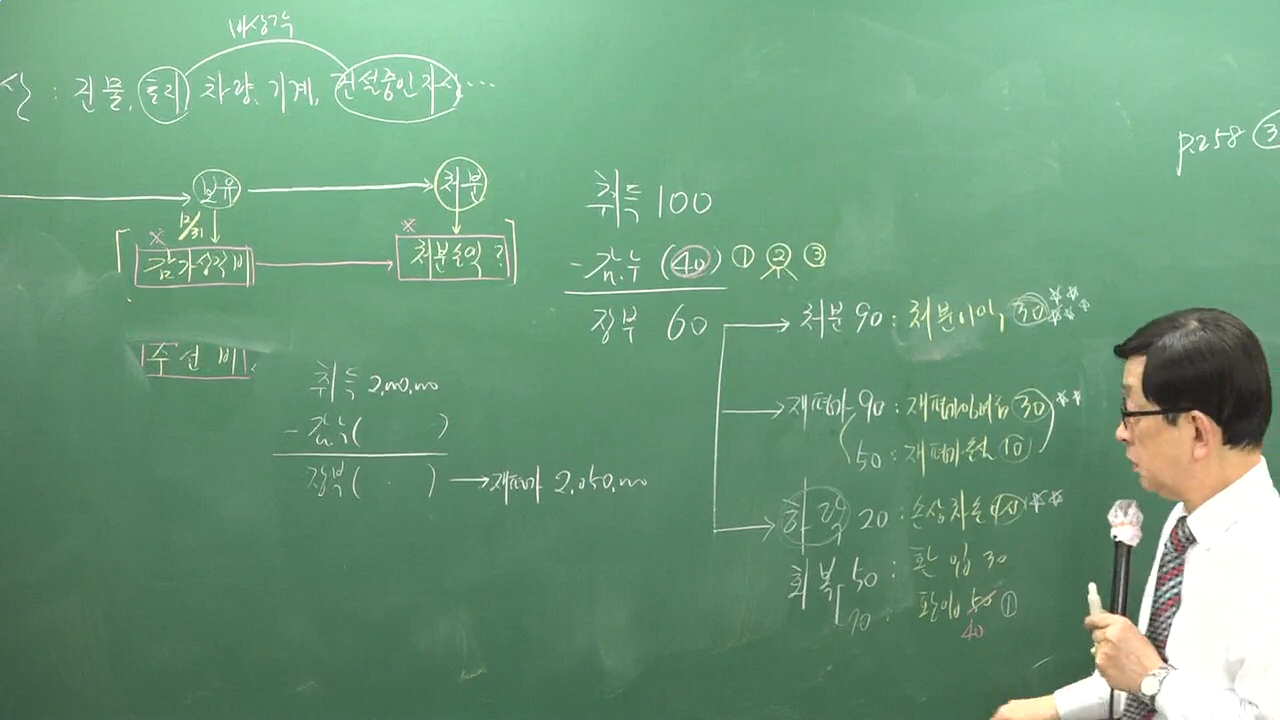 비상각
산 : 건물, 토지, 차량, 기계, 건설중인자산...
p.258 ③
보유 처분
12/31
※ 감가상각비 ※ 처분손익 ?
수선비
취득 100
- 감.누 (40) ① ② ③
장부 60
처분 90 : 처분이익 30
재평가 90 : 재평가잉여금 30
50 : 재평가손실 10
하락 20 : 손상차손 40
회복 50 : 환입 30
70 : 환입 50 ①
40
취득 2,000,000
- 감누 ( )
장부 ( . ) → 재평가 2,050,000